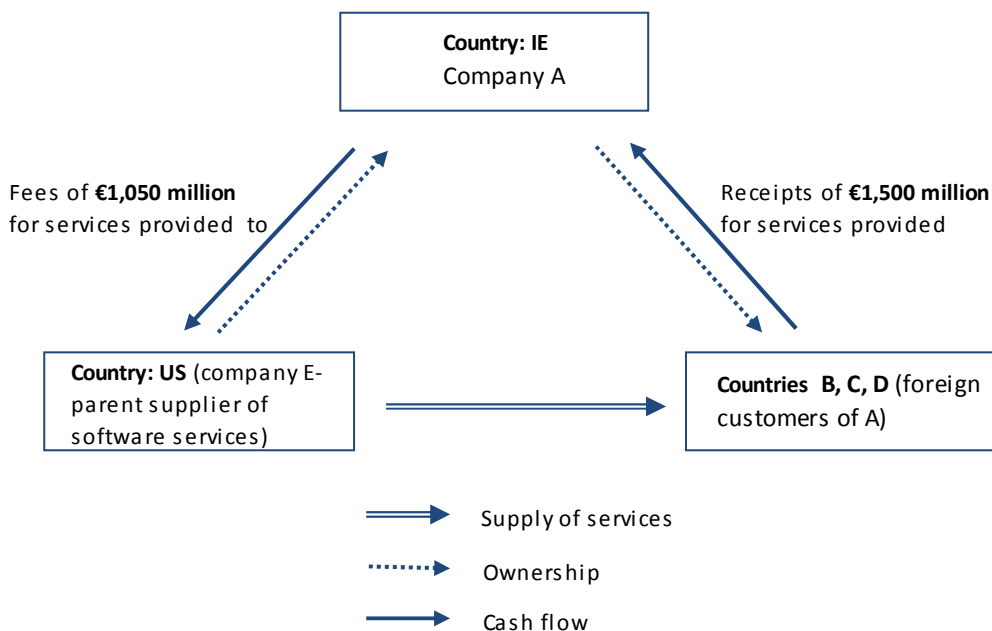 Country: IE
Company A
Fees of €1,050 million
for services provided to
Receipts of €1,500 million
for services provided
Country: US (company E-
parent supplier of
software services)
Countries B, C, D (foreign
customers of A)
Supply of services
Ownership
Cash flow